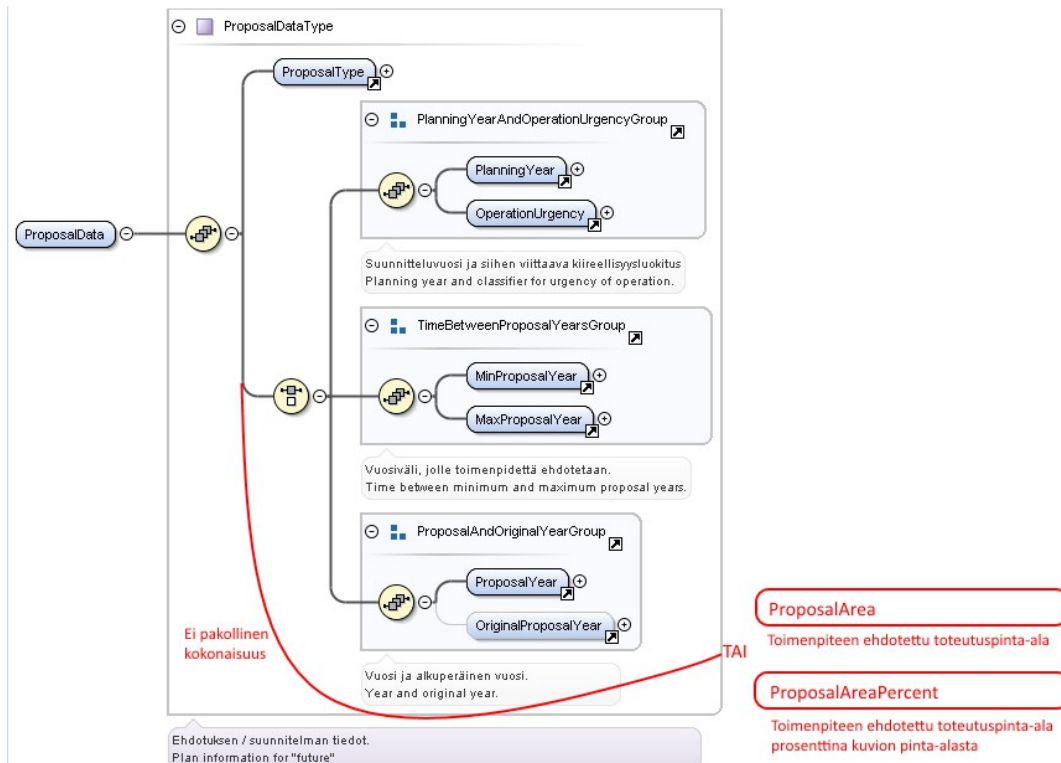 ProposalDataType
ProposalType
PlanningYearAndOperationUrgencyGroup
PlanningYear
OperationUrgency
ProposalData
Suunnitteluvuosi ja siihen viittaava kiireellisyysluokitus
Planning year and classifier for urgency of operation.
TimeBetweenProposalYearsGroup
MinProposalYear
MaxProposalYear
Vuosiväli, jolle toimenpidettä ehdotetaan.
Time between minimum and maximum proposal years.
ProposalAndOriginalYearGroup
ProposalYear
OriginalProposalYear
Ei pakollinen
kokonaisuus
Vuosi ja alkuperäinen vuosi.
Year and original year.
TAI
ProposalArea
Toimenpiteen ehdotettu toteutuspinta-ala
ProposalAreaPercent
Toimenpiteen ehdotettu toteutuspinta-ala
prosenttina kuvion pinta-alasta
Ehdotuksen / suunnitelman tiedot.
Plan information for "future"